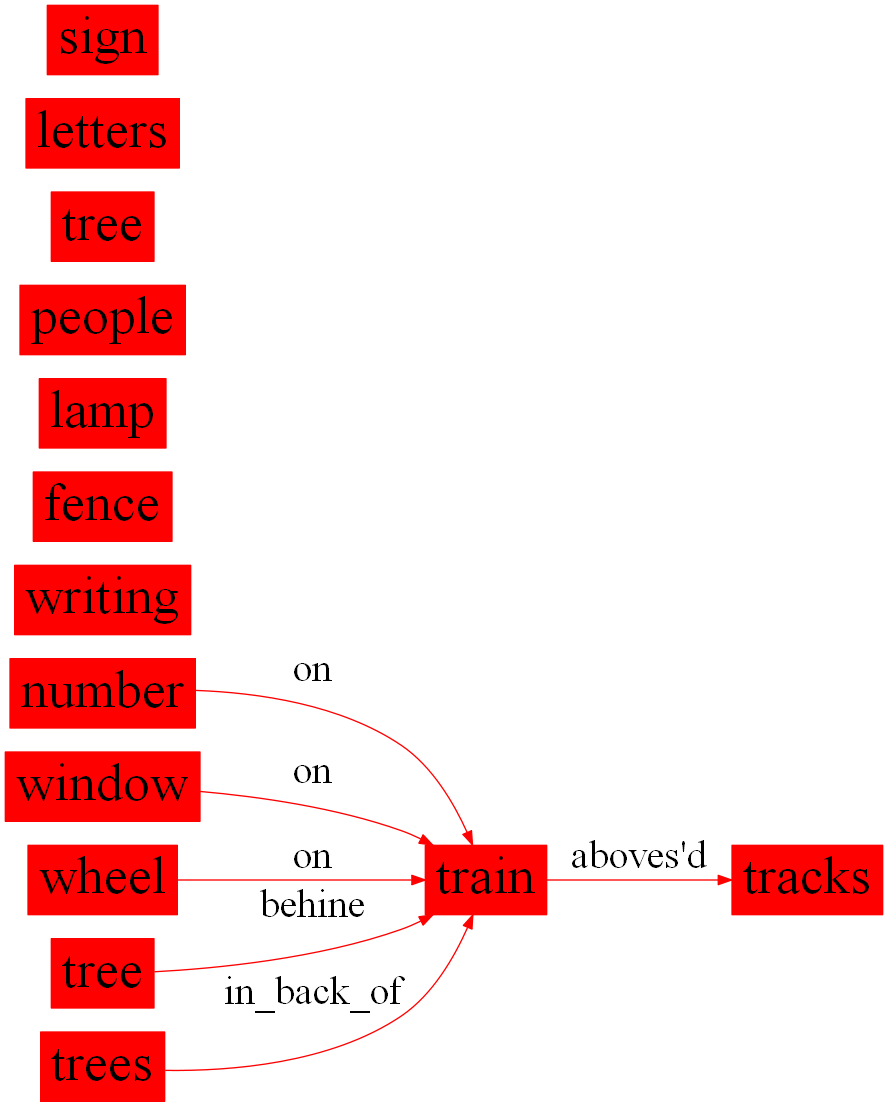 sign
letters
tree
people
lamp
fence
writing
number
on
window
on
wheel
on
train
aboves'd
tracks
behine
tree
in_back_of
trees